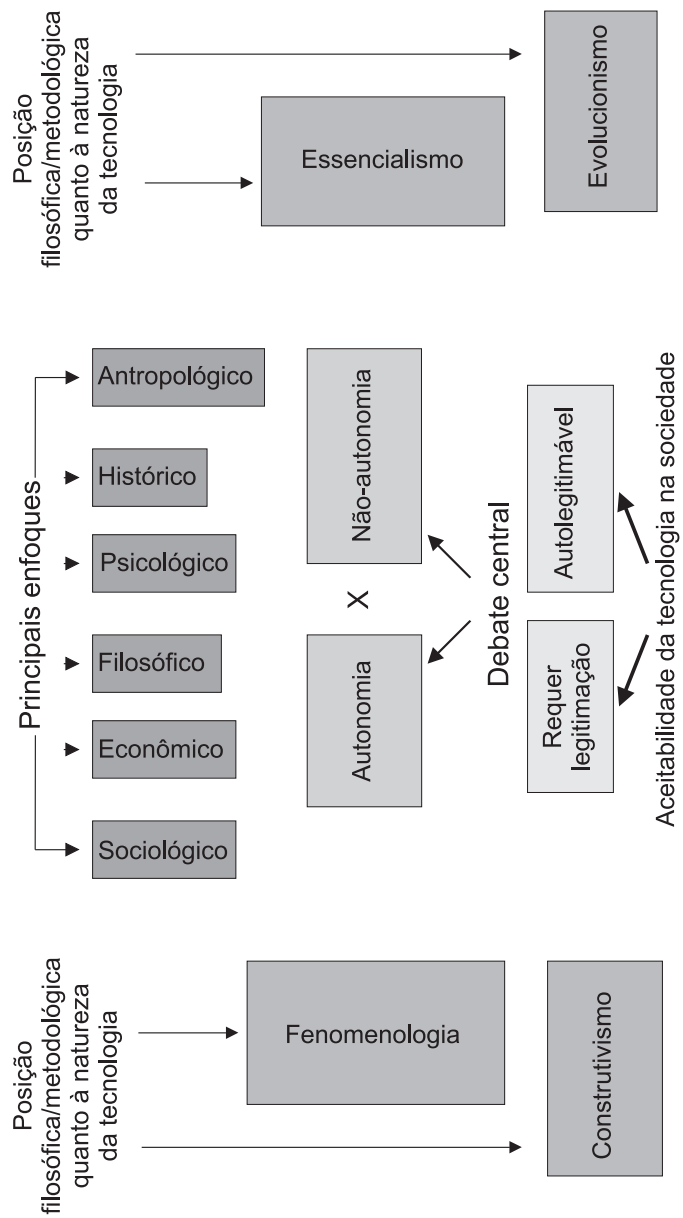 Posição
filosófica/metodológica
quanto à natureza
da tecnologia
Fenomenologia
Construtivismo
Principais enfoques
Sociológico
Econômico
Filosófico
Psicológico
Histórico
Antropológico
Autonomia
X
Não-autonomia
Debate central
Requer
legitimação
Autolegitimável
Aceitabilidade da tecnologia na sociedade
Posição
filosófica/metodológica
quanto à natureza
da tecnologia
Essencialismo
Evolucionismo